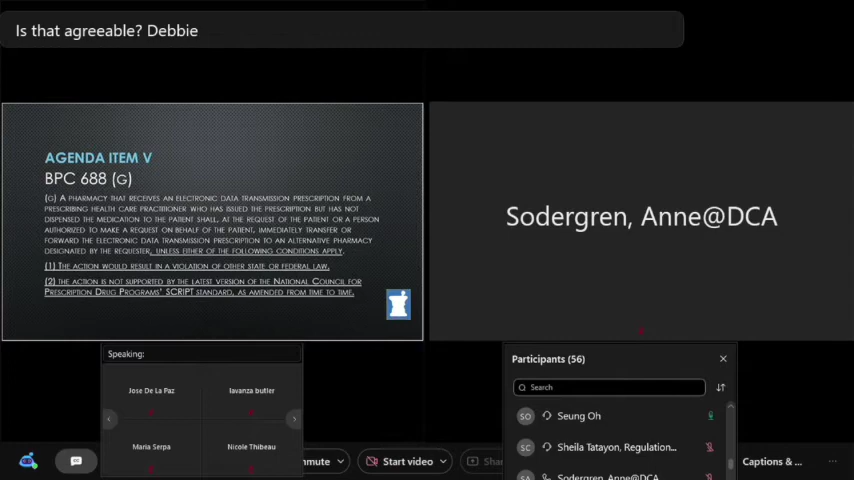 Is that agreeable? Debbie
AGENDA ITEM V
BPC 688 (G)
(G) A PHARMACY THAT RECEIVES AN ELECTRONIC DATA TRANSMISSION PRESCRIPTION FROM A
PRESCRIBING HEALTH CARE PRACTITIONER WHO HAS ISSUED THE PRESCRIPTION BUT HAS NOT
DISPENSED THE MEDICATION TO THE PATIENT SHALL, AT THE REQUEST OF THE PATIENT OR A PERSON
AUTHORIZED TO MAKE A REQUEST ON BEHALF OF THE PATIENT, IMMEDIATELY TRANSFER OR
FORWARD THE ELECTRONIC DATA TRANSMISSION PRESCRIPTION TO AN ALTERNATIVE PHARMACY
DESIGNATED BY THE REQUESTER, UNLESS EITHER OF THE FOLLOWING CONDITIONS APPLY.
(1) THE ACTION WOULD RESULT IN A VIOLATION OF OTHER STATE OR FEDERAL LAW.
(2) THE ACTION IS NOT SUPPORTED BY THE LATEST VERSION OF THE NATIONAL COUNCIL FOR
PRESCRIPTION DRUG PROGRAMS' SCRIPT STANDARD, AS AMENDED FROM TIME TO TIME.
Sodergren, Anne@DCA
Speaking:
Jose De La Paz
lavanza butler
Maria Serpa
Nicole Thibeau
Participants (56)
Search
SO Seung Oh
SC Sheila Tatayon, Regulation...
Sodergren, Anne@DCA
mute
Start video
Shar
Captions & ...